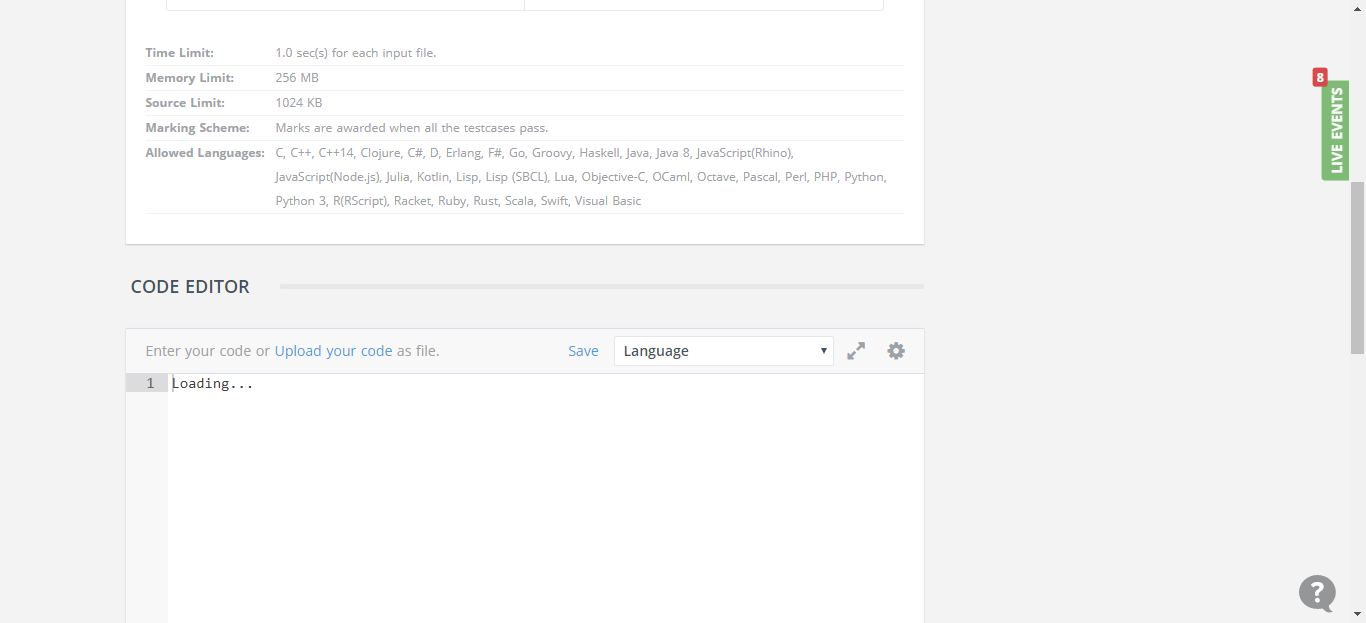 Time Limit: 1.0 sec(s) for each input file.
Memory Limit: 256 MB
Source Limit: 1024 KB
Marking Scheme: Marks are awarded when all the testcases pass.
Allowed Languages: C, C++, C++14, Clojure, C#, D, Erlang, F#, Go, Groovy, Haskell, Java, Java 8, JavaScript(Rhino),
JavaScript(Node.js), Julia, Kotlin, Lisp, Lisp (SBCL), Lua, Objective-C, OCaml, Octave, Pascal, Perl, PHP, Python,
Python 3, R(RScript), Racket, Ruby, Rust, Scala, Swift, Visual Basic
8
LIVE EVENTS
CODE EDITOR
Enter your code or Upload your code as file. Save Language
1 Loading...
?